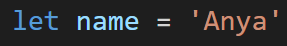 let name = 'Anya'